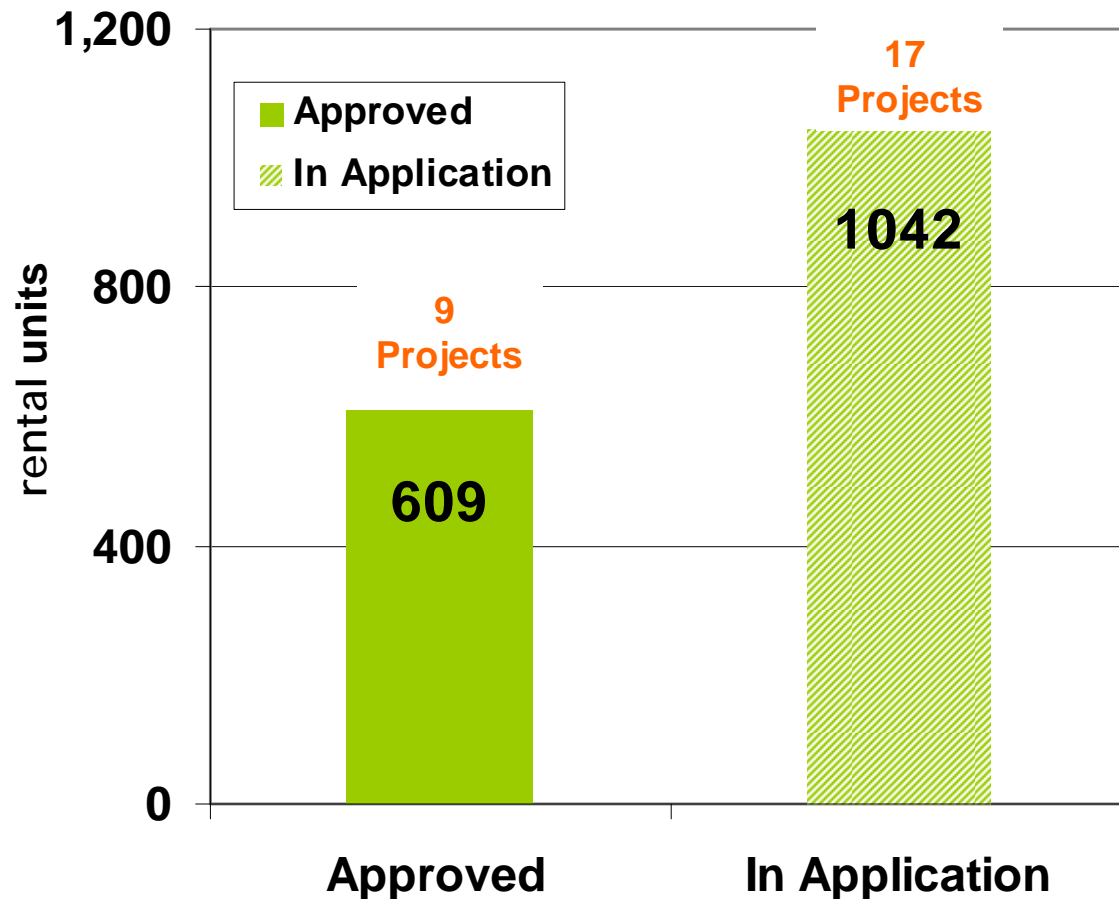 1,200
800
400
0
rental units
Approved
In Application
9
Projects
609
17
Projects
1042
Approved
In Application